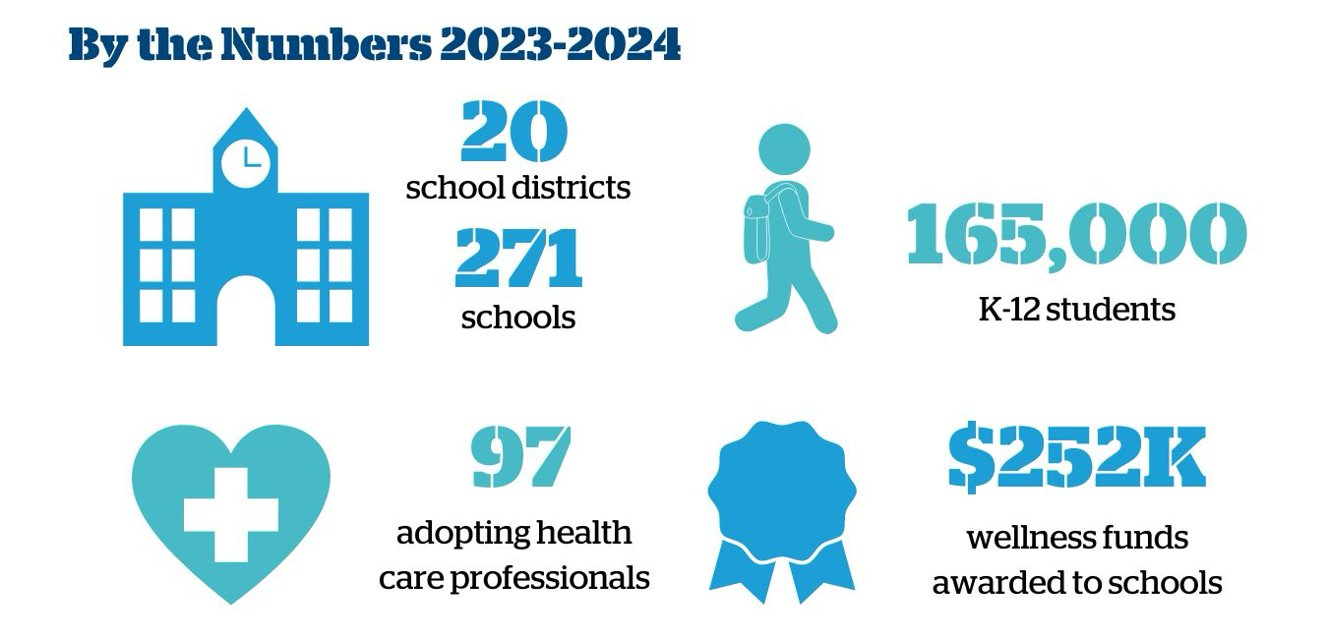 By the Numbers 2023-2024
20
school districts
271
schools
165,000
K-12 students
97
adopting health
care professionals
$252K
wellness funds
awarded to schools